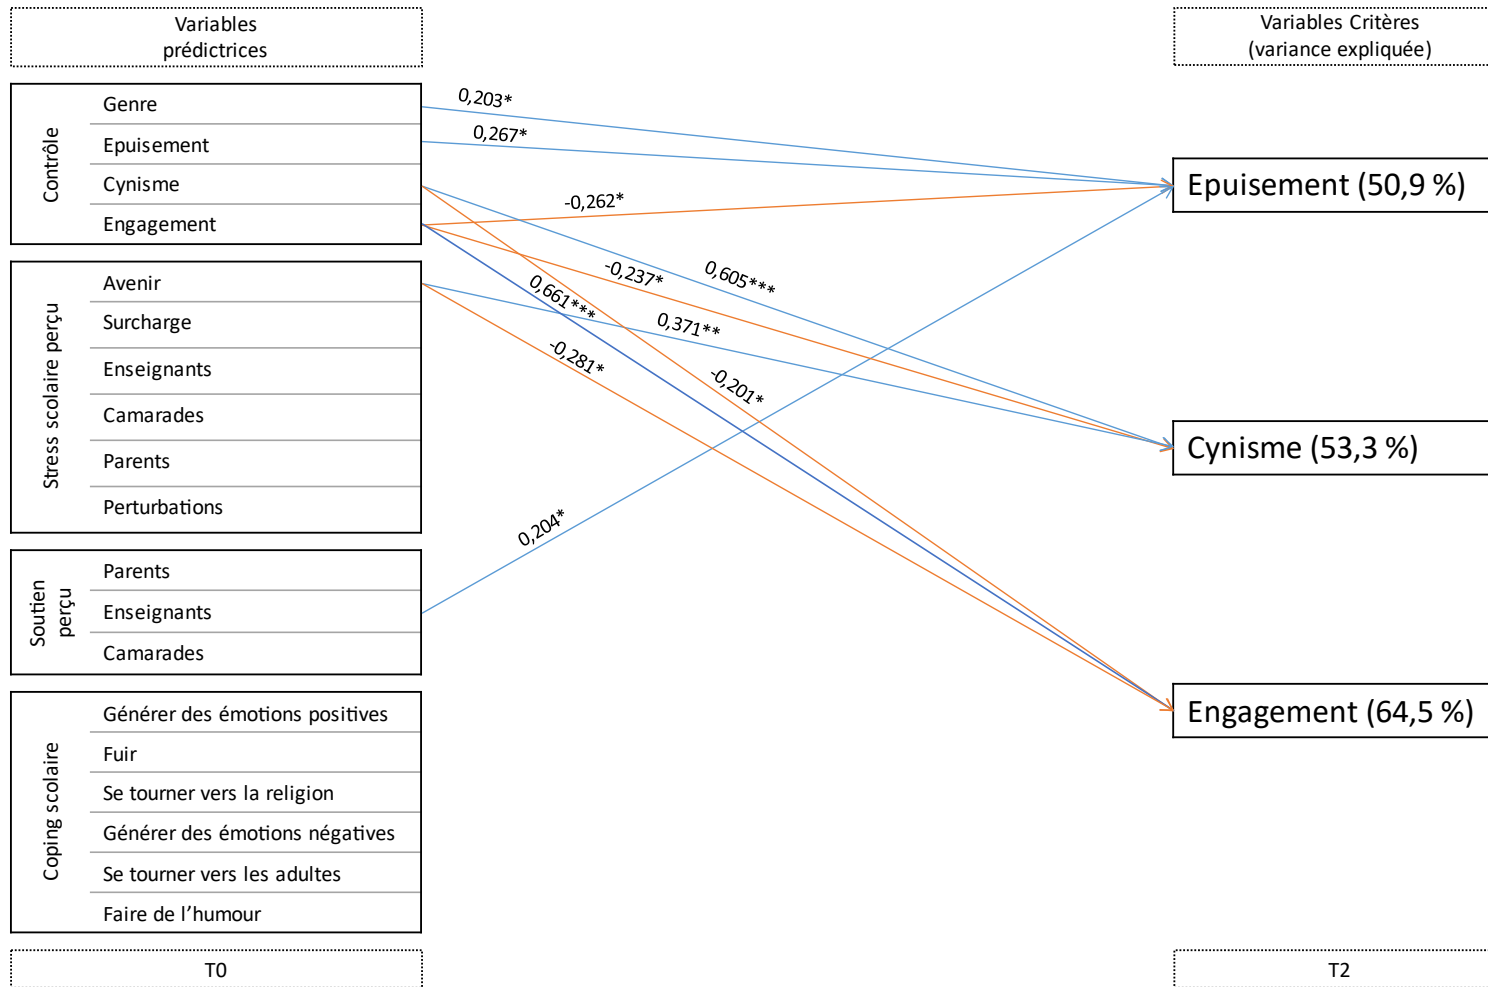 Variables
prédictrices
Variables Critères
(variance expliquée)
Contrôle
Genre
Epuisement
Cynisme
Engagement
Stress scolaire perçu
Avenir
Surcharge
Enseignants
Camarades
Parents
Perturbations
Soutien
perçu
Parents
Enseignants
Camarades
Coping scolaire
Générer des émotions positives
Fuir
Se tourner vers la religion
Générer des émotions négatives
Se tourner vers les adultes
Faire de l’humour
0,203*
0,267*
-0,262*
-0,237*
0,605***
0,661***
0,371**
-0,281*
-0,201*
0,204*
Epuisement (50,9 %)
Cynisme (53,3 %)
Engagement (64,5 %)
T0
T2